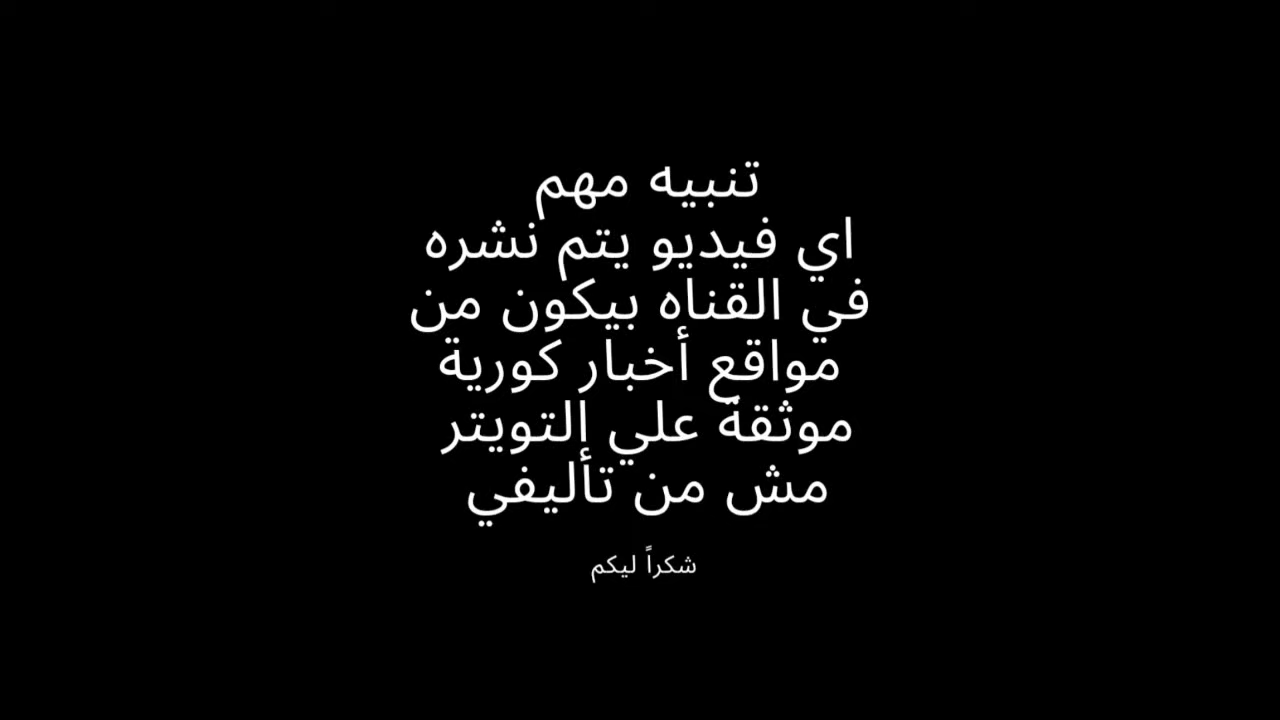 تنبيه مهم
اي فيديو يتم نشره
في القناه بيكون من
مواقع أخبار كورية
موثقة علي التويتر
مش من تأليفي
شكراً ليكم